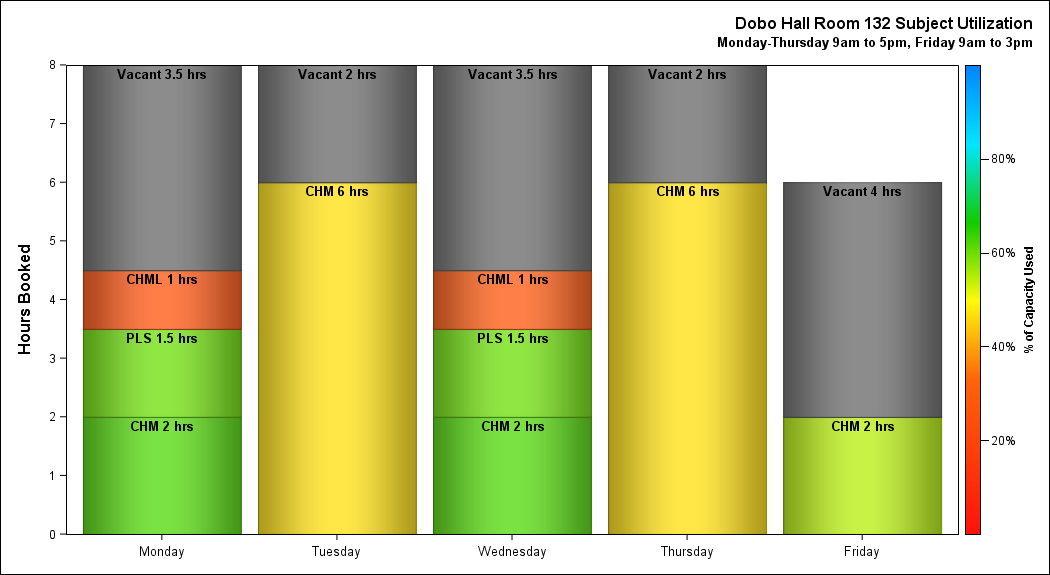 Dobo Hall Room 132 Subject Utilization
Monday-Thursday 9am to 5pm, Friday 9am to 3pm
Hours Booked
8
7
6
5
4
3
2
1
0
Vacant 3.5 hrs
CHML 1 hrs
PLS 1.5 hrs
CHM 2 hrs
Vacant 2 hrs
CHM 6 hrs
Vacant 3.5 hrs
CHML 1 hrs
PLS 1.5 hrs
CHM 2 hrs
Vacant 2 hrs
CHM 6 hrs
Vacant 4 hrs
CHM 2 hrs
Monday
Tuesday
Wednesday
Thursday
Friday
80%
60%
40%
20%
% of Capacity Used